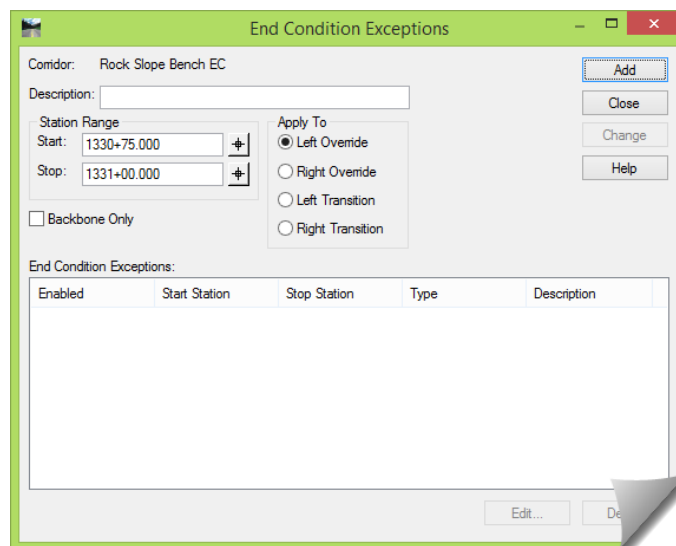 End Condition Exceptions
Corridor: Rock Slope Bench EC
Add
Description:
Close
Station Range
Apply To
Start: 1330+75.000
Left Override
Change
Stop: 1331+00.000
Right Override
Help
Left Transition
Backbone Only
Right Transition
End Condition Exceptions:
Enabled Start Station Stop Station Type Description
Edit...